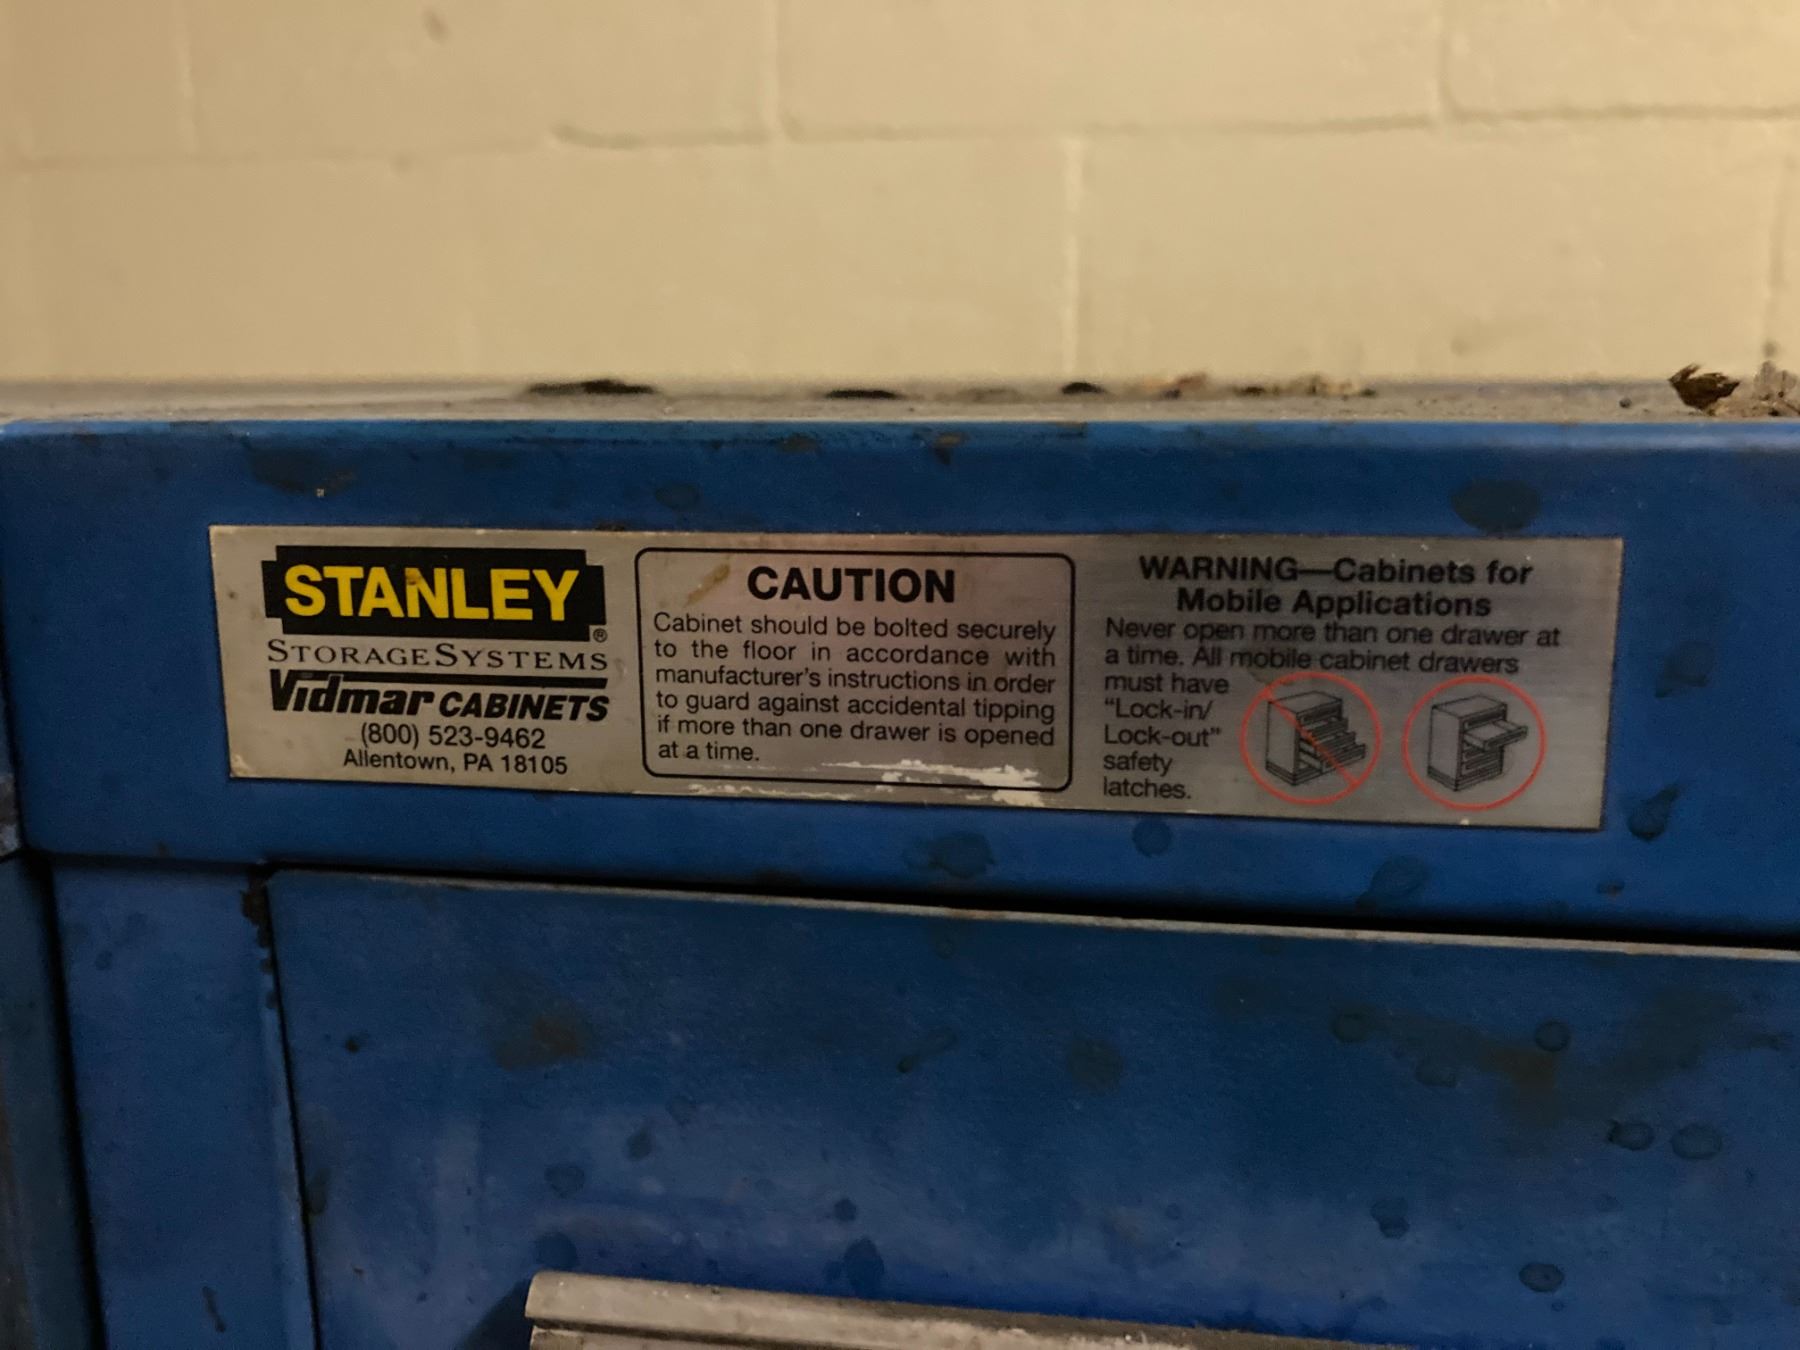 STANLEY
®
STORAGESYSTEMS
Vidmar CABINETS
(800) 523-9462
Allentown, PA 18105
CAUTION
Cabinet should be bolted securely
to the floor in accordance with
manufacturer's instructions in order
to guard against accidental tipping
if more than one drawer is opened
at a time.
WARNING—Cabinets for
Mobile Applications
Never open more than one drawer at
a time. All mobile cabinet drawers
must have
"Lock-in/
Lock-out"
safety
latches.